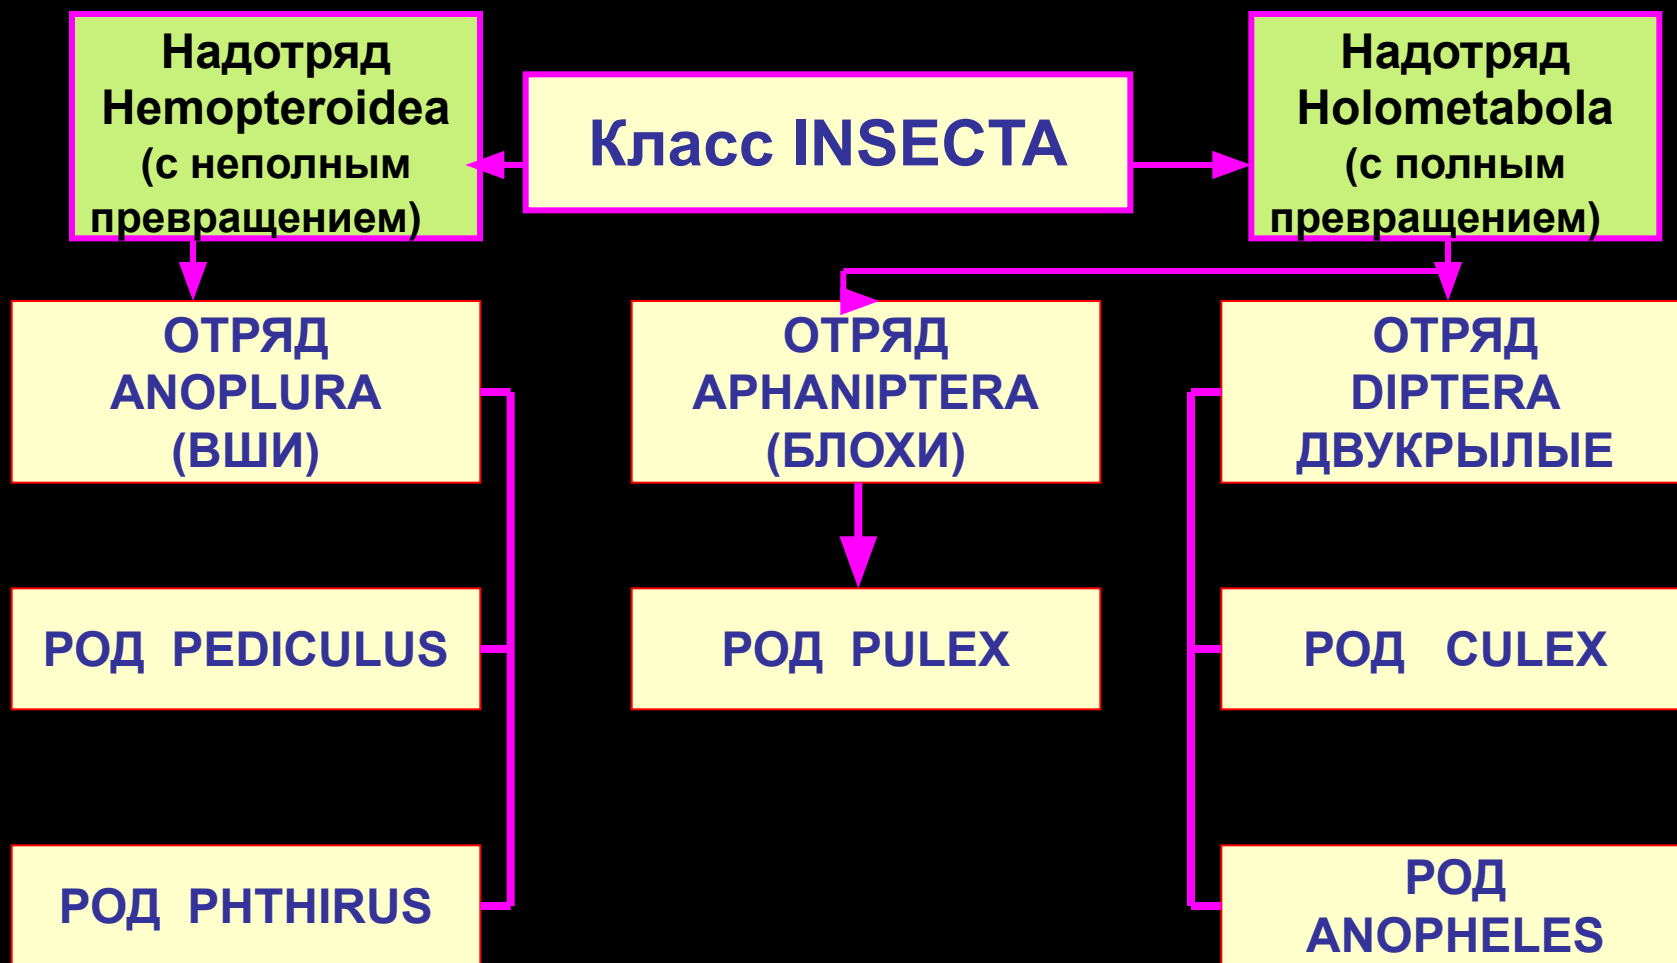 Надотряд
Hemopteroidea
(с неполным
превращением)
Класс INSECTA
Надотряд
Holometabola
(с полным
превращением)
ОТРЯД
ANOPLURA
(ВШИ)
ОТРЯД
APHANIPTERA
(БЛОХИ)
ОТРЯД
DIPTERA
ДВУКРЫЛЫЕ
РОД PEDICULUS
РОД PULEX
РОД CULEX
РОД PHTHIRUS
РОД
ANOPHELES